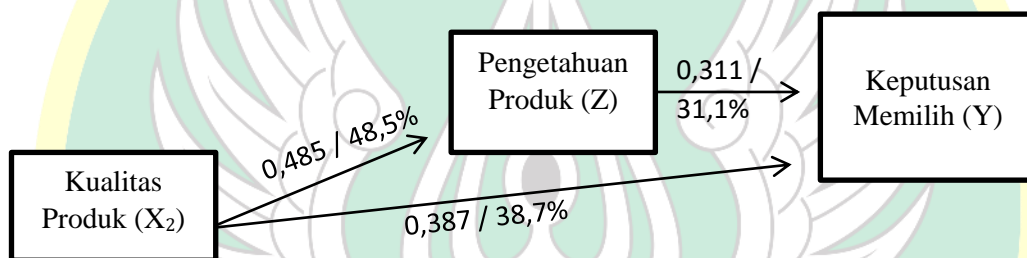 Pengetahuan
Produk (Z)
0,311 /
31,1%
Keputusan
Memilih (Y)
0,485 / 48,5%
Kualitas
Produk (X₂)
0,387 / 38,7%